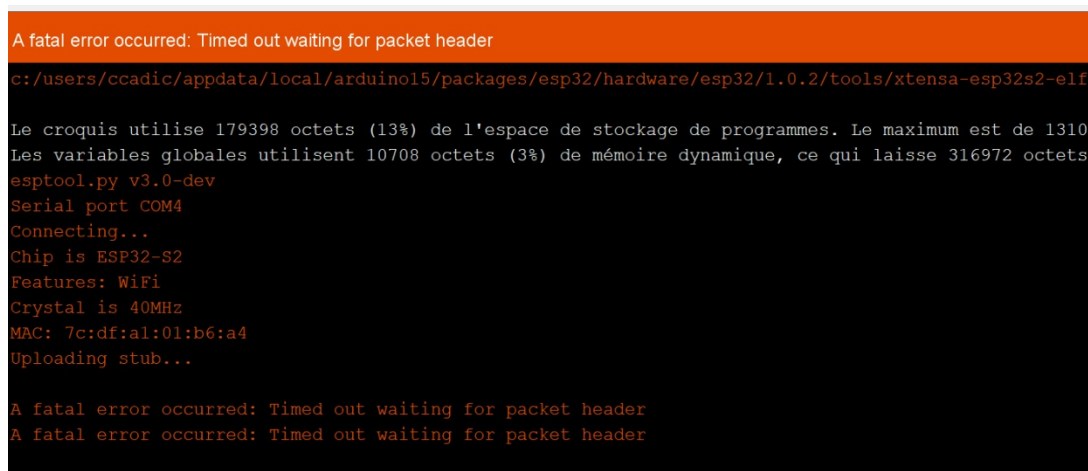 A fatal error occurred: Timed out waiting for packet header
c:/users/ccadic/appdata/local/arduino15/packages/esp32/hardware/esp32/1.0.2/tools/xtensa-esp32s2-elf
Le croquis utilise 179398 octets (13%) de l'espace de stockage de programmes. Le maximum est de 1310
Les variables globales utilisent 10708 octets (3%) de mémoire dynamique, ce qui laisse 316972 octets
esptool.py v3.0-dev
Serial port COM4
Connecting...
Chip is ESP32-S2
Features: WiFi
Crystal is 40MHz
MAC: 7c:df:a1:01:b6:a4
Uploading stub...
A fatal error occurred: Timed out waiting for packet header
A fatal error occurred: Timed out waiting for packet header